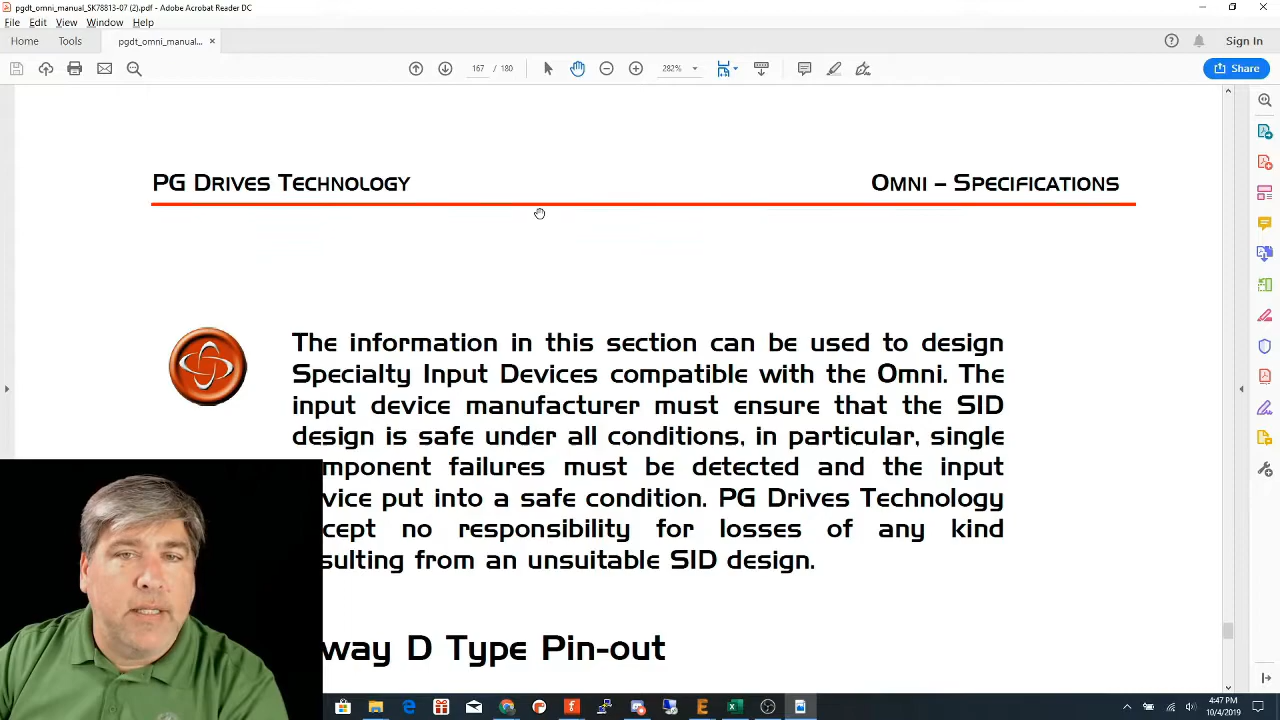 pgdt_omni_manual_SK78813-07 (2).pdf - Adobe Acrobat Reader DC
File Edit View Window Help
Home Tools pgdt_omni_manual... × Sign In
167 / 180 282% Share
PG DRIVES TECHNOLOGY OMNI – SPECIFICATIONS
The information in this section can be used to design
Specialty Input Devices compatible with the Omni. The
input device manufacturer must ensure that the SID
design is safe under all conditions, in particular, single
mponent failures must be detected and the input
vice put into a safe condition. PG Drives Technology
cept no responsibility for losses of any kind
sulting from an unsuitable SID design.
way D Type Pin-out
4:47 PM
10/4/2019